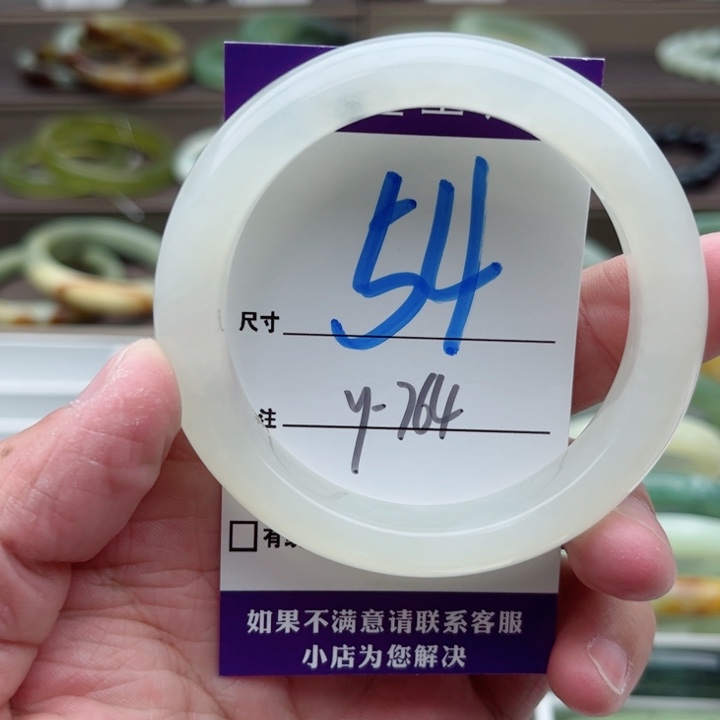 尺寸 54
注 y-764
□有
如果不满意请联系客服
小店为您解决